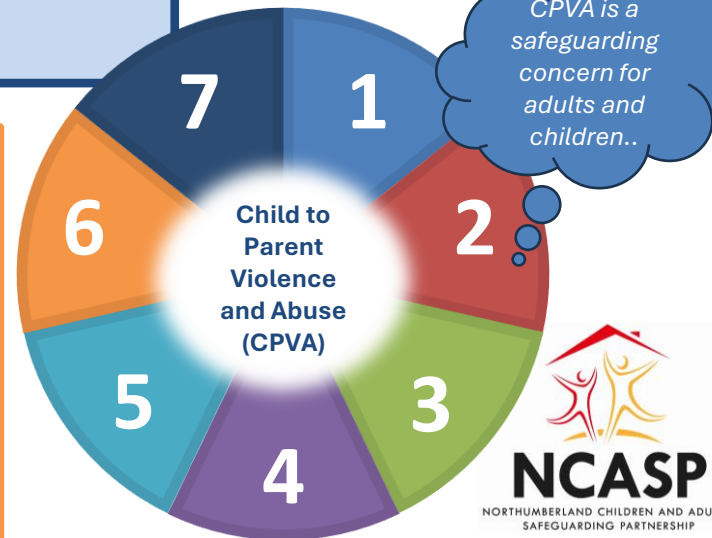 CPVA is a
safeguarding
concern for
adults and
children..
7
1
6
2
Child to
Parent
Violence
and Abuse
(CPVA)
5
3
4
NCASP
NORTHUMBERLAND CHILDREN AND ADU
SAFEGUARDING PARTNERSHIP